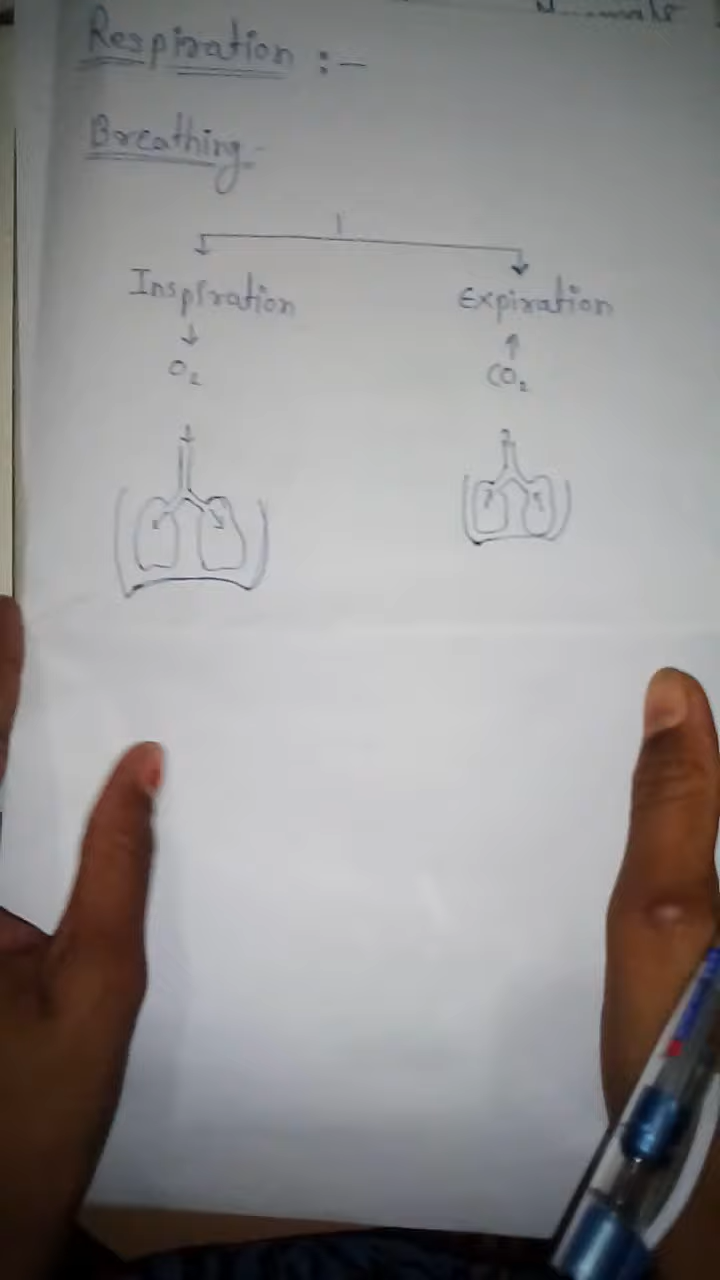 Respiration :-
Breathing -
Inspiration
Expiration
↓
↑
O2
CO2